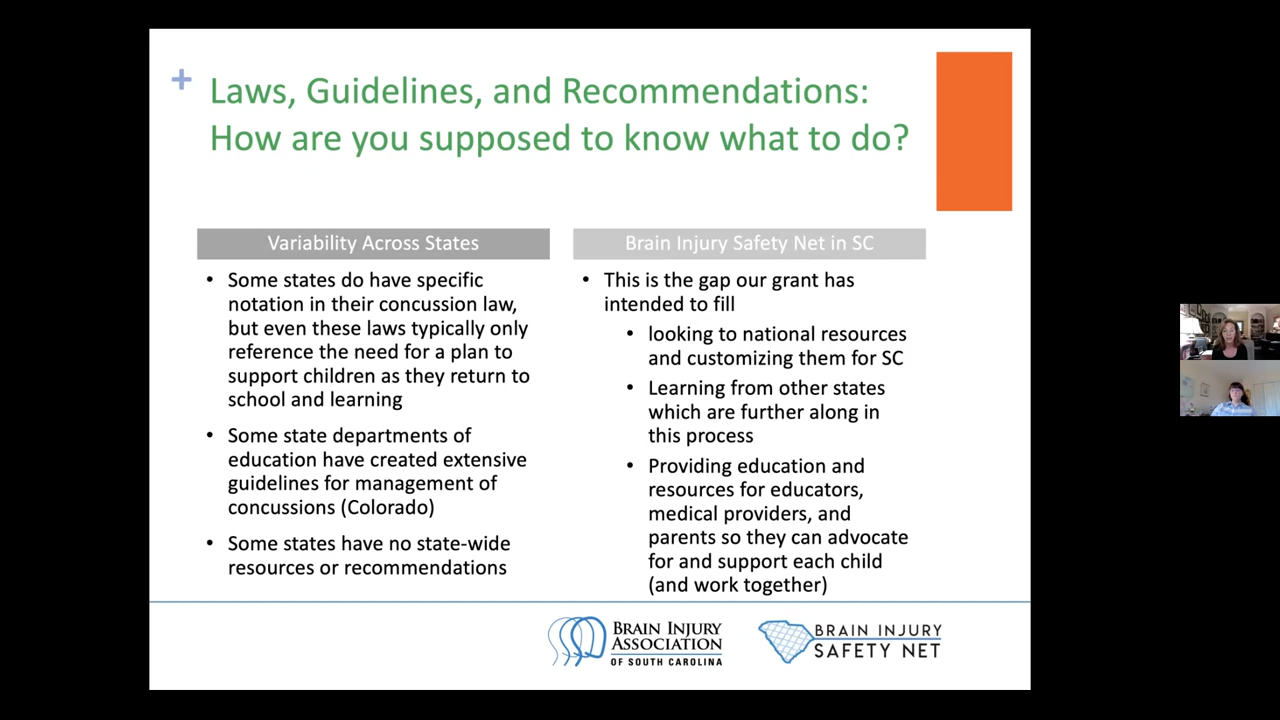 + Laws, Guidelines, and Recommendations:
How are you supposed to know what to do?
Variability Across States
• Some states do have specific
notation in their concussion law,
but even these laws typically only
reference the need for a plan to
support children as they return to
school and learning
• Some state departments of
education have created extensive
guidelines for management of
concussions (Colorado)
• Some states have no state-wide
resources or recommendations
Brain Injury Safety Net in SC
• This is the gap our grant has
intended to fill
• looking to national resources
and customizing them for SC
• Learning from other states
which are further along in
this process
• Providing education and
resources for educators,
medical providers, and
parents so they can advocate
for and support each child
(and work together)
BRAIN INJURY
ASSOCIATION
OF SOUTH CAROLINA
BRAIN INJURY
SAFETY NET